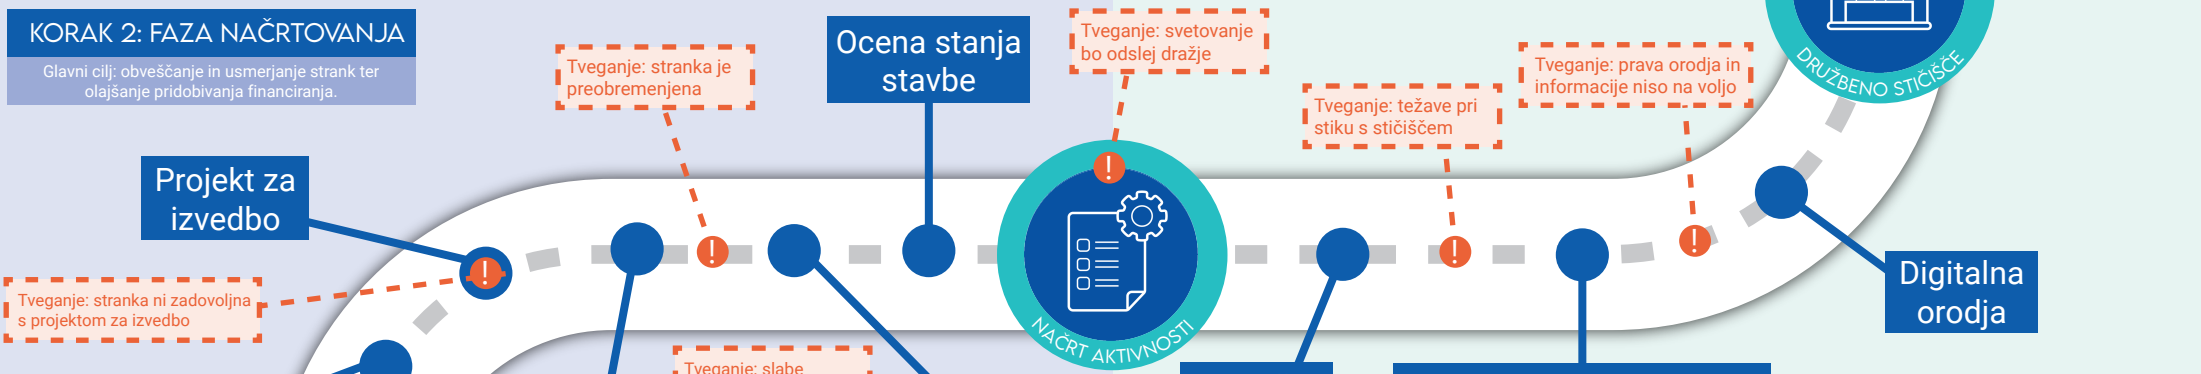 KORAK 2: FAZA NAČRTOVANJA
Glavni cilj: obveščanje in usmerjanje strank ter
olajšanje pridobivanja financiranja.
Projekt za
izvedbo
Tveganje: stranka ni zadovoljna
s projektom za izvedbo
Tveganje: stranka je
preobremenjena
Tveganje: slabe
Ocena stanja
stavbe
Tveganje: svetovanje
bo odslej dražje
NAČRT AKTIVNOSTI
Tveganje: težave pri
stiku s stičiščem
Tveganje: prava orodja in
informacije niso na voljo
DRUŽBENO STIČIŠČE
Digitalna
orodja